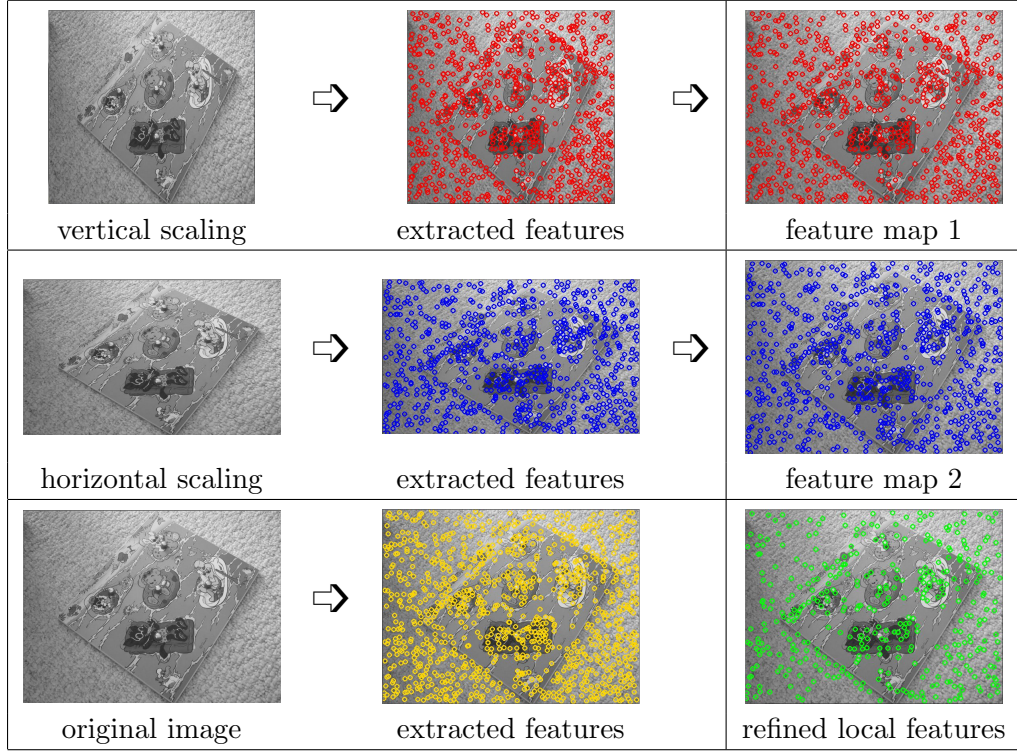 vertical scaling extracted features feature map 1
horizontal scaling extracted features feature map 2
original image extracted features refined local features